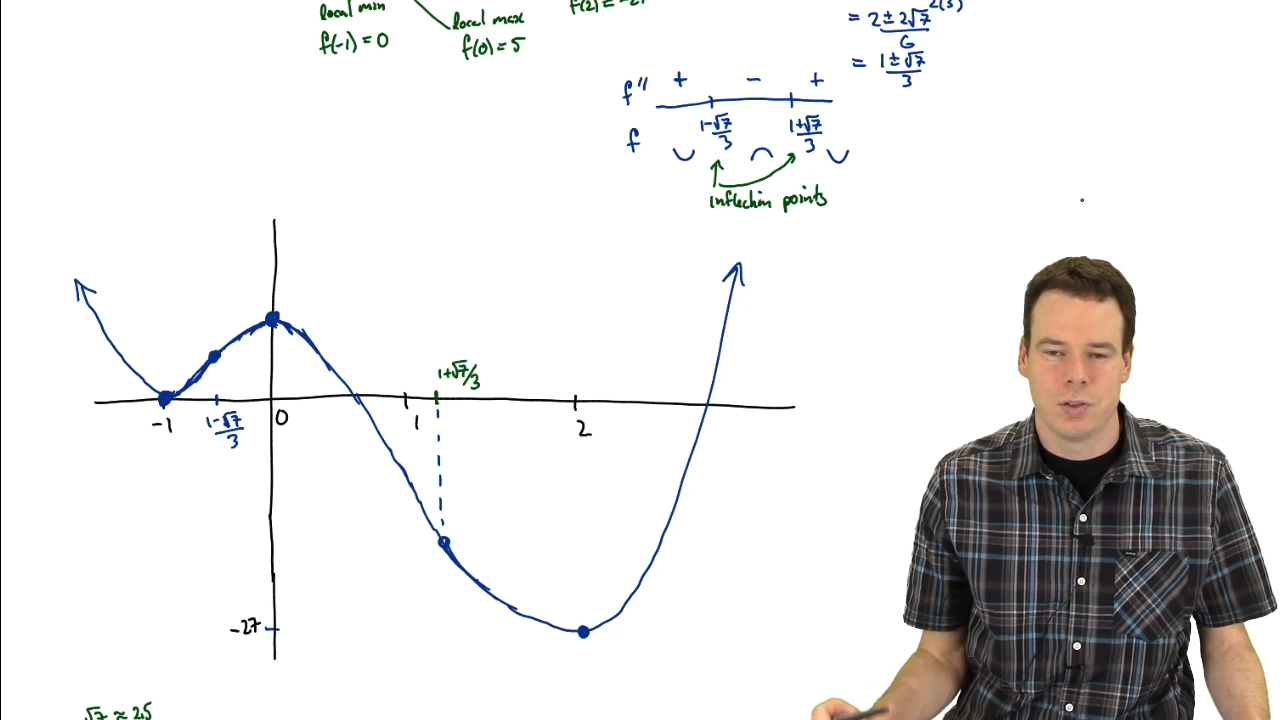 local min
f(-1) = 0
local max
f(0) = 5
f(2) = -27
2(3)
= 2 ± 2√7
6
= 1 ± √7
3
f'' + − +
1-√7
3
1+√7
3
f
inflection points
1+√7/3
-1
1-√7
3
0
1
2
-27
√7 ≈ 2.5